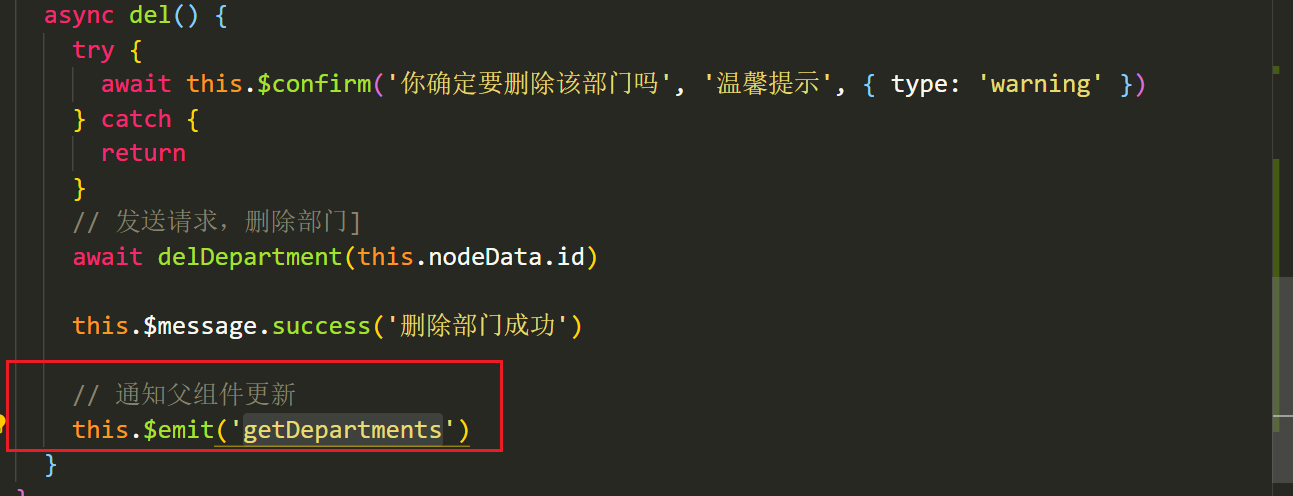 async del() {
try {
await this.$confirm('你确定要删除该部门吗', '温馨提示', { type: 'warning' })
} catch {
return
}
// 发送请求，删除部门]
await delDepartment(this.nodeData.id)
this.$message.success('删除部门成功')
// 通知父组件更新
this.$emit('getDepartments')
}
}